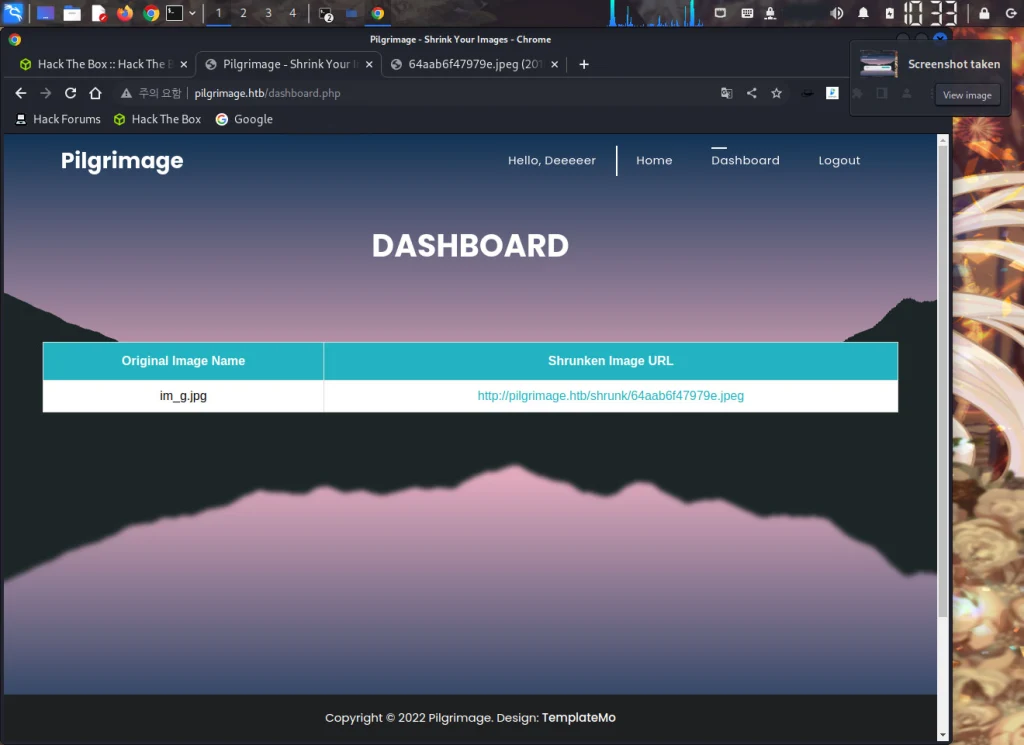 1 2 3 4 2 10 33
Pilgrimage - Shrink Your Images - Chrome
Hack The Box :: Hack The B
Pilgrimage - Shrink Your I
64aab6f47979e.jpeg (201
Screenshot taken
View image
주의 요함 pilgrimage.htb/dashboard.php
Hack Forums Hack The Box Google
Pilgrimage Hello, Deeeeer Home Dashboard Logout
DASHBOARD
Original Image Name Shrunken Image URL
im_g.jpg http://pilgrimage.htb/shrunk/64aab6f47979e.jpeg
Copyright © 2022 Pilgrimage. Design: TemplateMo